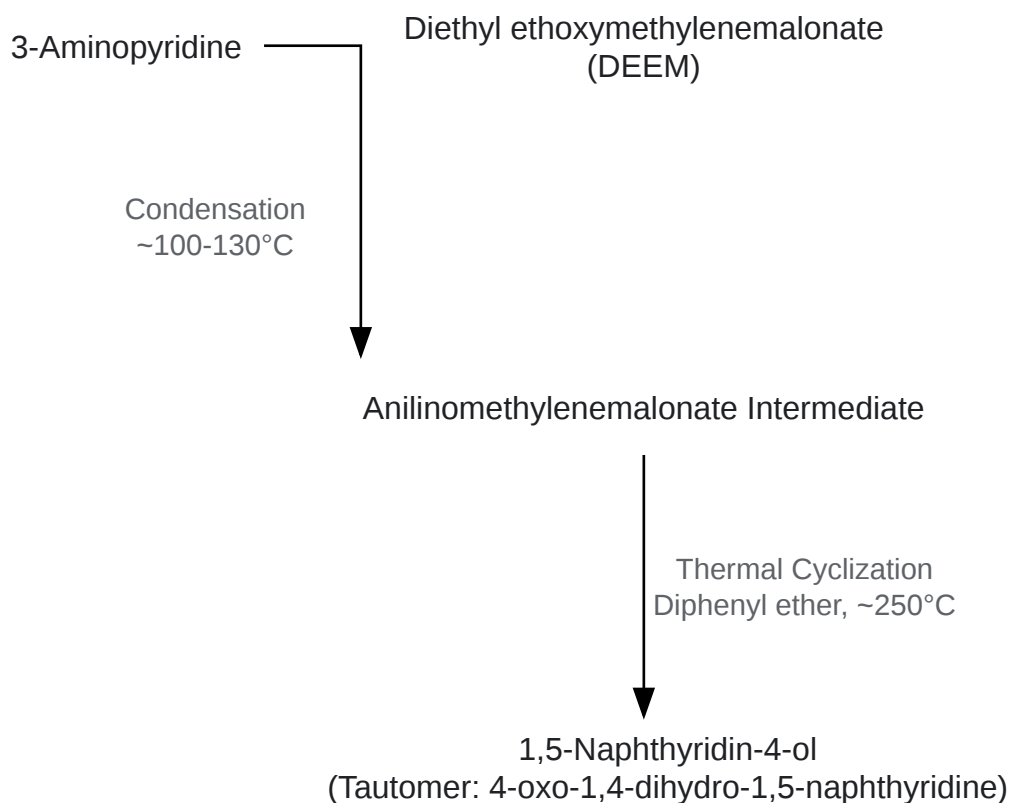 3-Aminopyridine
Diethyl ethoxymethylenemalonate
(DEEM)
Condensation
~100-130°C
Anilinomethylenemalonate Intermediate
Thermal Cyclization
Diphenyl ether, ~250°C
1,5-Naphthyridin-4-ol
(Tautomer: 4-oxo-1,4-dihydro-1,5-naphthyridine)